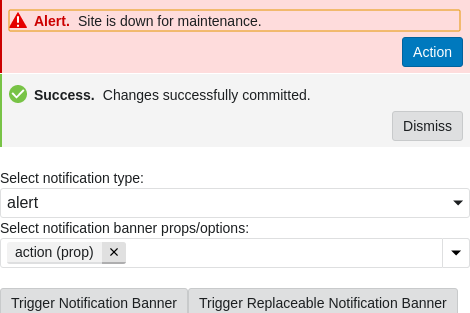 Alert. Site is down for maintenance.
Action
Success. Changes successfully committed.
Dismiss
Select notification type:
alert
Select notification banner props/options:
action (prop)
Trigger Notification Banner Trigger Replaceable Notification Banner